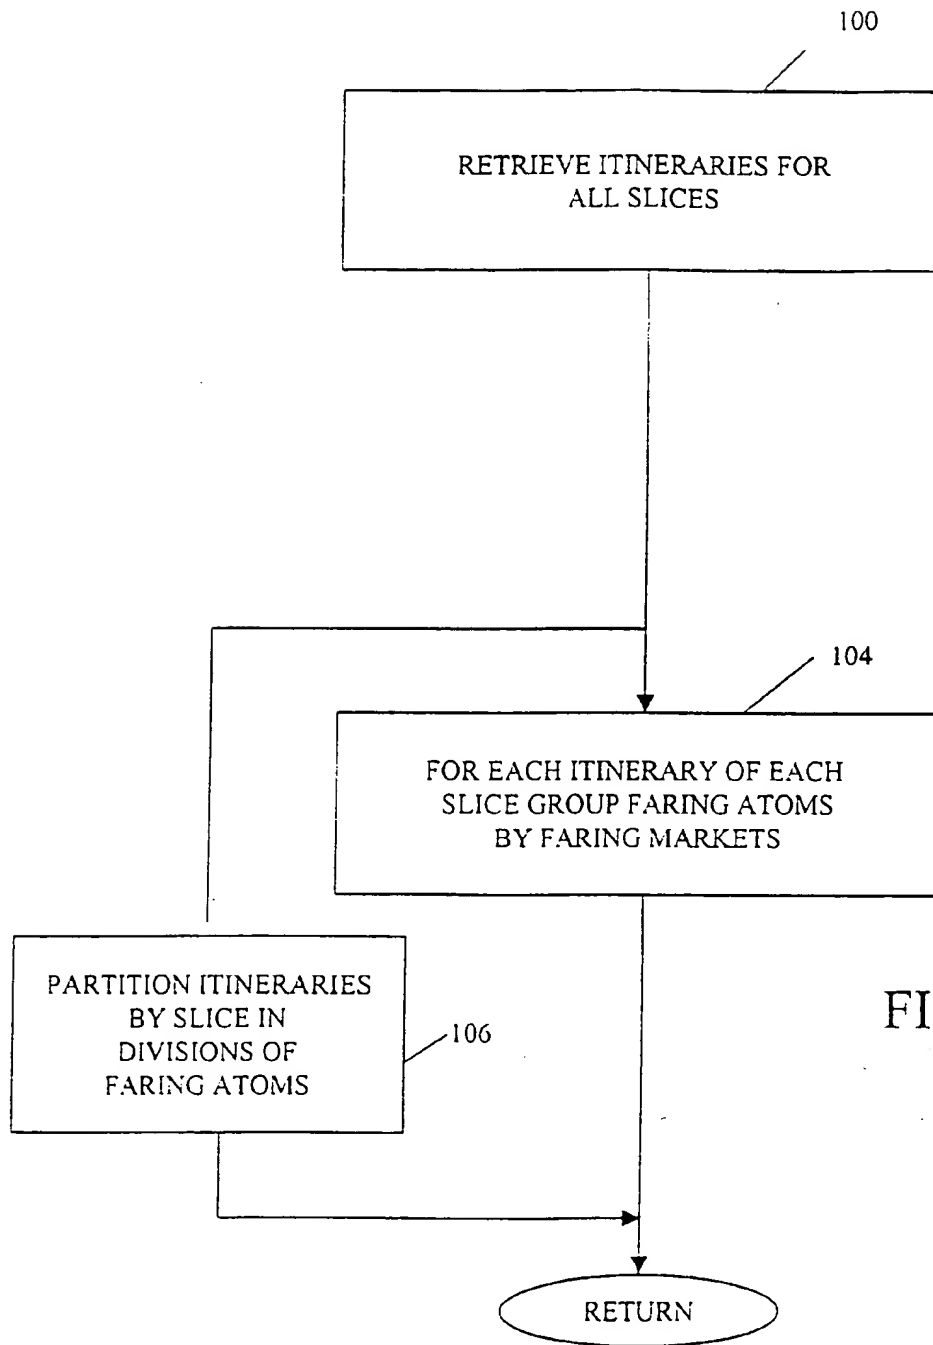 100
RETRIEVE ITINERARIES FOR
ALL SLICES
104
FOR EACH ITINERARY OF EACH
SLICE GROUP FARING ATOMS
BY FARING MARKETS
PARTITION ITINERARIES
BY SLICE IN
DIVISIONS OF
FARING ATOMS
106
FI
RETURN